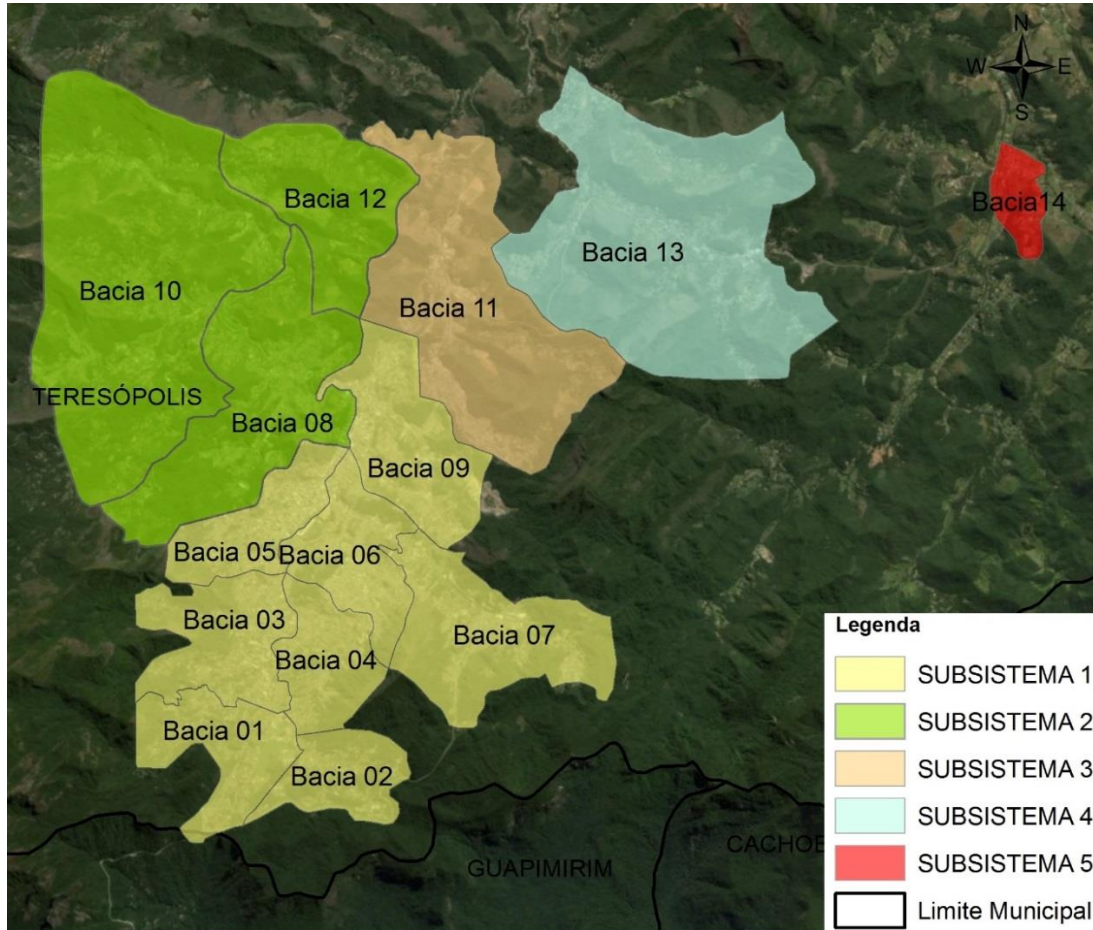 N
W
E
S
Bacia 12
Bacia14
Bacia 13
Bacia 10
Bacia 11
TERESÓPOLIS
Bacia 08
Bacia 09
Bacia 05
Bacia 06
Bacia 03
Bacia 07
Bacia 04
Bacia 01
Bacia 02
GUAPIMIRIM
CACHOE
Legenda
SUBSISTEMA 1
SUBSISTEMA 2
SUBSISTEMA 3
SUBSISTEMA 4
SUBSISTEMA 5
Limite Municipal